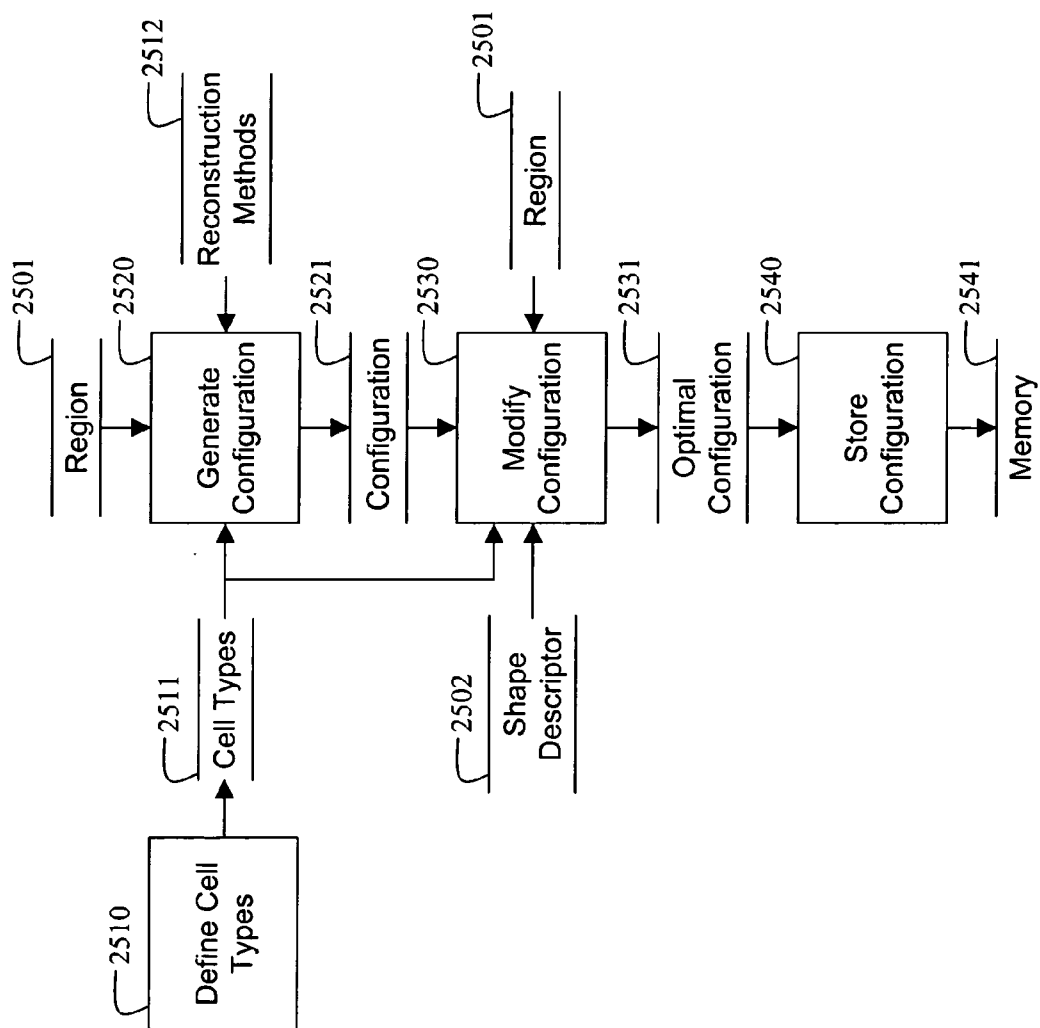 2510
Define Cell
Types
2511
Cell Types
2502
Shape
Descriptor
2501
Region
2520
Generate
Configuration
2512
Reconstruction
Methods
2521
Configuration
2530
Modify
Configuration
2501
Region
2531
Optimal
Configuration
2540
Store
Configuration
2541
Memory